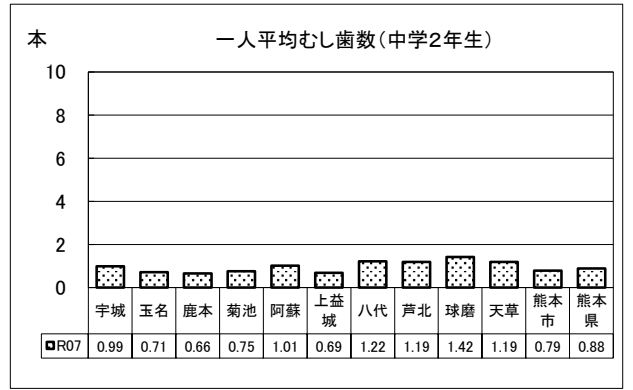 本
一人平均むし歯数（中学２年生）
10
8
6
4
2
0
宇城 玉名 鹿本 菊池 阿蘇 上益城 八代 芦北 球磨 天草 熊本市 熊本県
R07 0.99 0.71 0.66 0.75 1.01 0.69 1.22 1.19 1.42 1.19 0.79 0.88